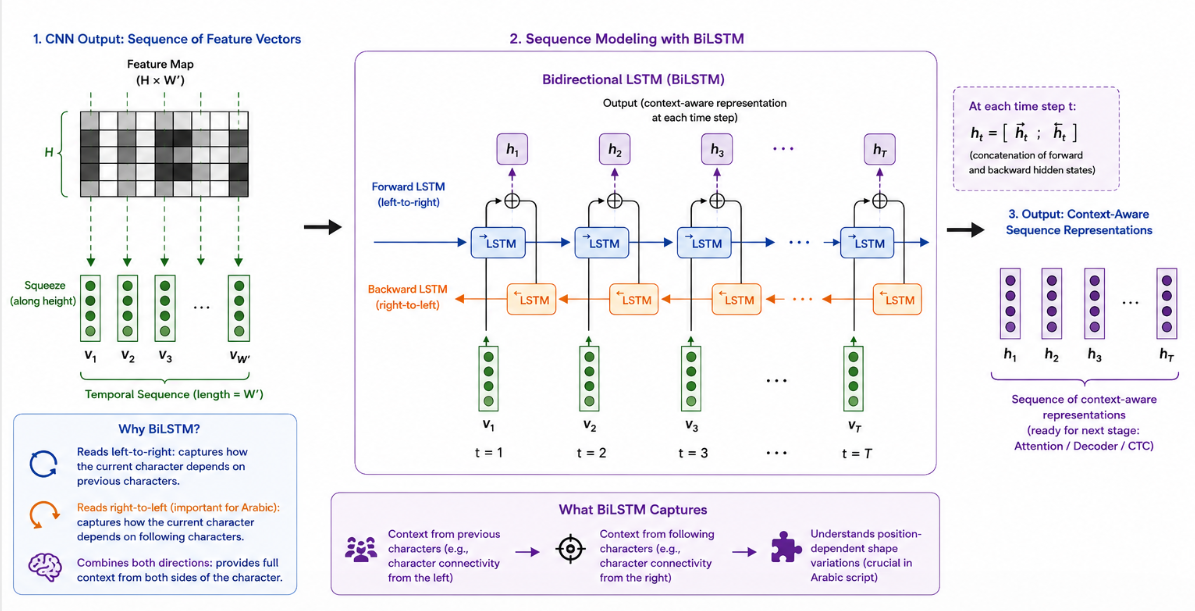 1. CNN Output: Sequence of Feature Vectors
Feature Map
(H × W′)
H
Squeeze
(along height)
...
v₁
v₂
v₃
v_W′
Temporal Sequence (length = W′)
Why BiLSTM?
Reads left-to-right: captures how
the current character depends on
previous characters.
Reads right-to-left (important for Arabic):
captures how the current character
depends on following characters.
Combines both directions: provides full
context from both sides of the character.
2. Sequence Modeling with BiLSTM
Bidirectional LSTM (BiLSTM)
Output (context-aware representation
at each time step)
h₁
h₂
h₃
...
h_T
Forward LSTM
(left-to-right)
→LSTM
→LSTM
→LSTM
...
→LSTM
Backward LSTM
(right-to-left)
←LSTM
←LSTM
←LSTM
...
←LSTM
...
v₁
v₂
v₃
v_T
t = 1
t = 2
t = 3
...
t = T
What BiLSTM Captures
Context from previous
characters (e.g.,
character connectivity
from the left)
Context from following
characters (e.g.,
character connectivity
from the right)
Understands position-
dependent shape
variations (crucial in
Arabic script)
At each time step t:
hₜ = [ h⃗ₜ ; h⃖ₜ ]
(concatenation of forward
and backward hidden states)
3. Output: Context-Aware
Sequence Representations
...
h₁
h₂
h₃
h_T
Sequence of context-aware
representations
(ready for next stage:
Attention / Decoder / CTC)